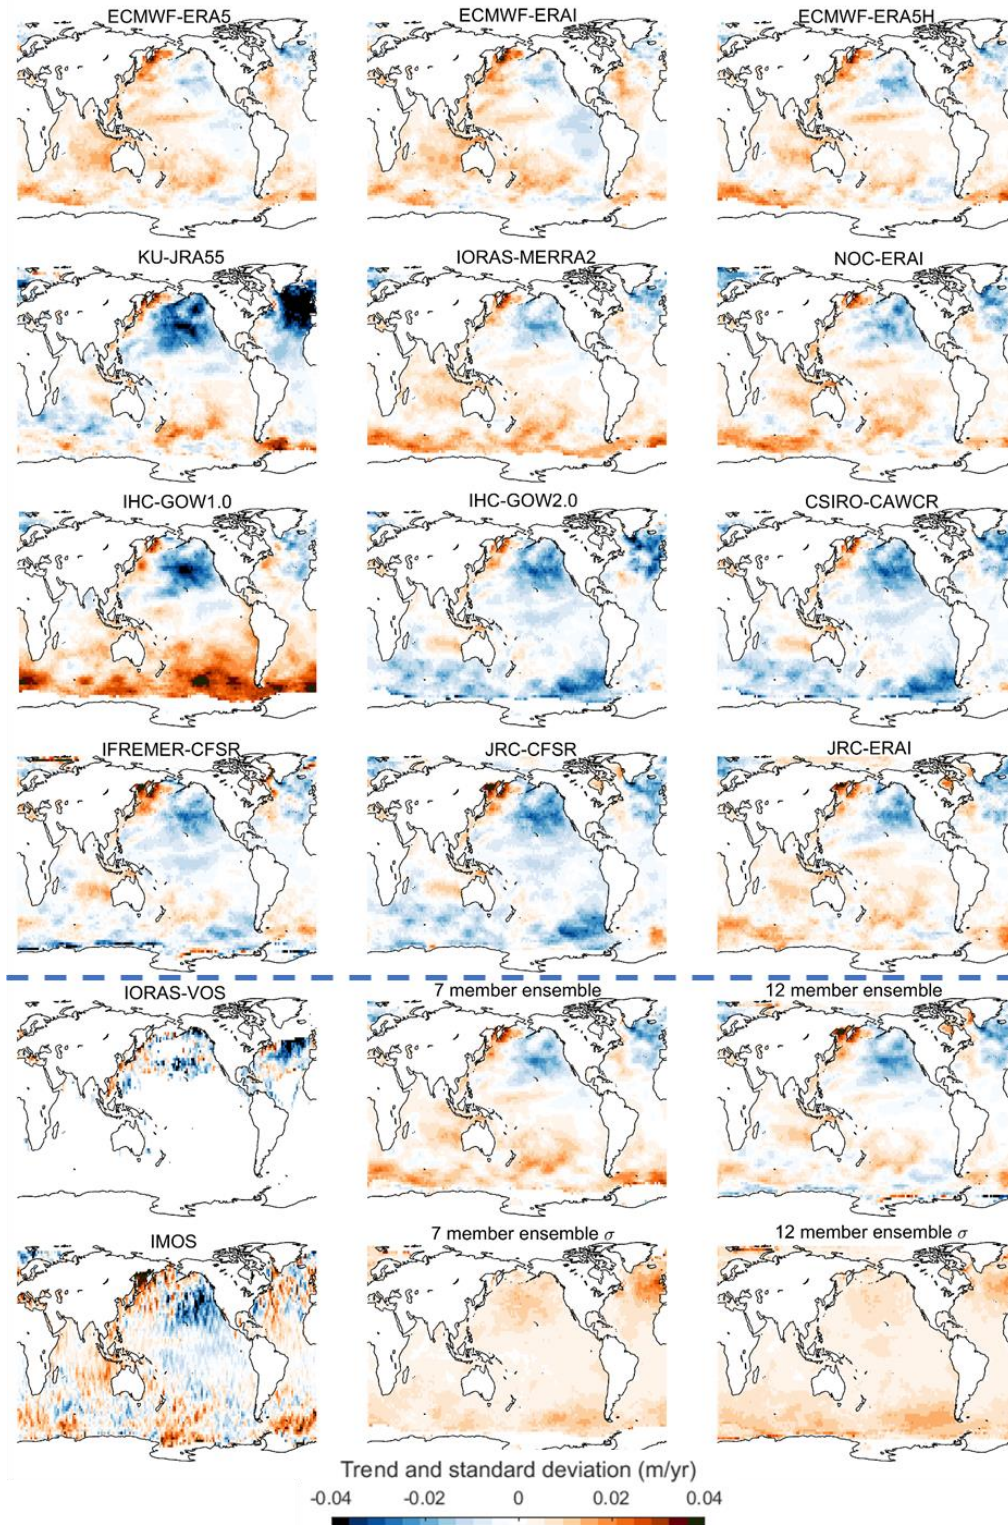 ECMWF-ERA5
ECMWF-ERAI
ECMWF-ERA5H
KU-JRA55
IORAS-MERRA2
NOC-ERAI
IHC-GOW1.0
IHC-GOW2.0
CSIRO-CAWCR
IFREMER-CFSR
JRC-CFSR
JRC-ERAI
IORAS-VOS
7 member ensemble
12 member ensemble
IMOS
7 member ensemble σ
12 member ensemble σ
Trend and standard deviation (m/yr)
-0.04 -0.02 0 0.02 0.04